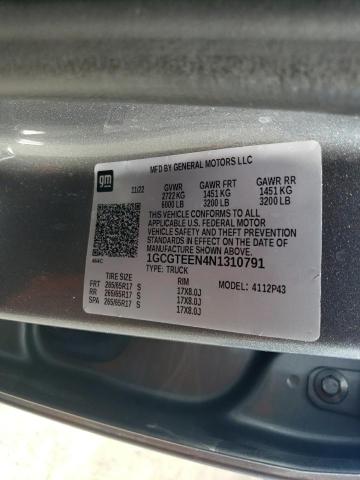 MFD BY GENERAL MOTORS LLC
gm
11/22 GVWR GAWR FRT GAWR RR
2722 KG 1451 KG 1451 KG
6000 LB 3200 LB 3200 LB
THIS VEHICLE CONFORMS TO ALL
APPLICABLE U.S. FEDERAL MOTOR
VEHICLE SAFETY STANDARDS IN
EFFECT ON THE DATE OF
MANUFACTURE SHOWN ABOVE.
1GCGTEEN4N1310791
TYPE: TRUCK
TIRE SIZE RIM MODEL: 4112P43
FRT 265/65R17 S 17X8.0J
RR 265/65R17 S 17X8.0J
SPA 265/65R17 S 17X8.0J